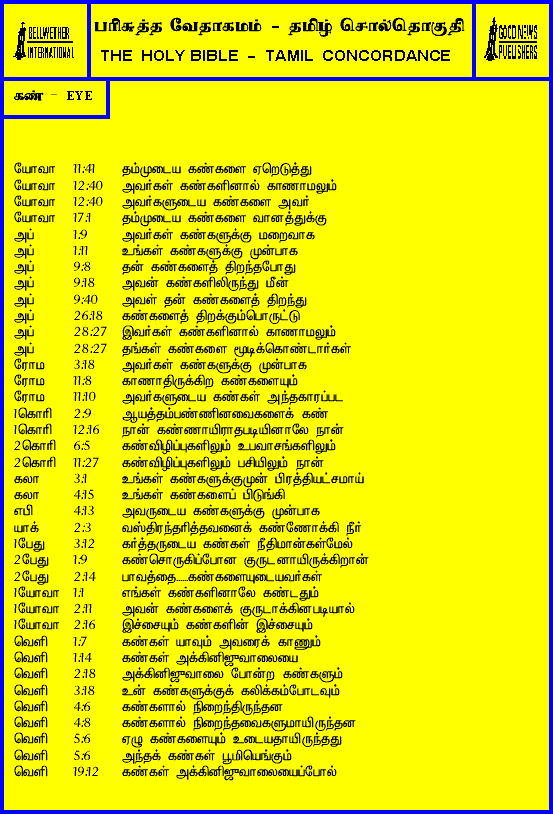 BELLWETHER
INTERNATIONAL
பரிசுத்த வேதாகமம் - தமிழ் சொல்தொகுதி
THE HOLY BIBLE - TAMIL CONCORDANCE
GOOD NEWS
PUBLISHERS
கண் - EYE
யோவா 11:41 தம்முடைய கண்களை ஏறெடுத்து
யோவா 12:40 அவர்கள் கண்களினால் காணாமலும்
யோவா 12:40 அவர்களுடைய கண்களை அவர்
யோவா 17:1 தம்முடைய கண்களை வானத்துக்கு
அப் 1:9 அவர்கள் கண்களுக்கு மறைவாக
அப் 1:11 உங்கள் கண்களுக்கு முன்பாக
அப் 9:8 தன் கண்களைத் திறந்தபோது
அப் 9:18 அவன் கண்களிலிருந்து மீன்
அப் 9:40 அவள் தன் கண்களைத் திறந்து
அப் 26:18 கண்களைத் திறக்கும்பொருட்டு
அப் 28:27 இவர்கள் கண்களினால் காணாமலும்
அப் 28:27 தங்கள் கண்களை மூடிக்கொண்டார்கள்
ரோம 3:18 அவர்கள் கண்களுக்கு முன்பாக
ரோம 11:8 காணாதிருக்கிற கண்களையும்
ரோம 11:10 அவர்களுடைய கண்கள் அந்தகாரப்பட
1கொரி 2:9 ஆயத்தம்பண்ணினவைகளைக் கண்
1கொரி 12:16 நான் கண்ணாயிராதபடியினாலே நான்
2கொரி 6:5 கண்விழிப்புகளிலும் உபவாசங்களிலும்
2கொரி 11:27 கண்விழிப்புகளிலும் பசியிலும் நான்
கலா 3:1 உங்கள் கண்களுக்குமுன் பிரத்தியட்சமாய்
கலா 4:15 உங்கள் கண்களைப் பிடுங்கி
எபி 4:13 அவருடைய கண்களுக்கு முன்பாக
யாக் 2:3 வஸ்திரந்தரித்தவனைக் கண்ணோக்கி நீர்
1பேது 3:12 கர்த்தருடைய கண்கள் நீதிமான்கள்மேல்
2பேது 1:9 கண்சொருகிப்போன குருடனாயிருக்கிறான்
2பேது 2:14 பாவத்தை.....கண்களையுடையவர்கள்
1யோவா 1:1 எங்கள் கண்களினாலே கண்டதும்
1யோவா 2:11 அவன் கண்களைக் குருடாக்கினபடியால்
1யோவா 2:16 இச்சையும் கண்களின் இச்சையும்
வெளி 1:7 கண்கள் யாவும் அவரைக் காணும்
வெளி 1:14 கண்கள் அக்கினிஜுவாலையை
வெளி 2:18 அக்கினிஜுவாலை போன்ற கண்களும்
வெளி 3:18 உன் கண்களுக்குக் கலிக்கம்போடவும்
வெளி 4:6 கண்களால் நிறைந்திருந்தன
வெளி 4:8 கண்களால் நிறைந்தவைகளுமாயிருந்தன
வெளி 5:6 ஏழு கண்களையும் உடையதாயிருந்தது
வெளி 5:6 அந்தக் கண்கள் பூமியெங்கும்
வெளி 19:12 கண்கள் அக்கினிஜுவாலையைப்போல்